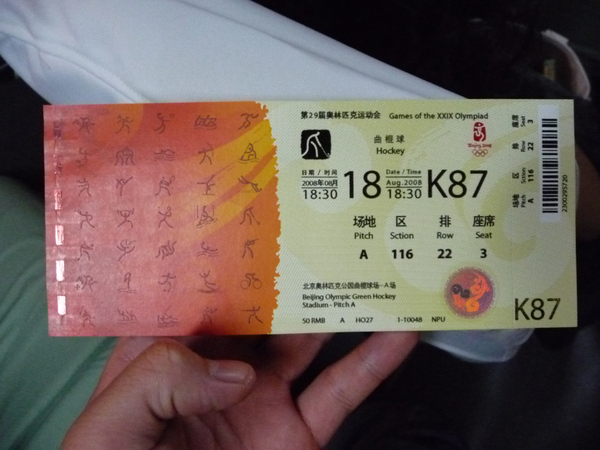 第29届奥林匹克运动会 Games of the XXIX Olympiad
曲棍球
Hockey
Beijing 2008
日期 / 时间
2008年08月
18:30
18
Date / Time
Aug.2008
18:30
K87
场地 区 排 座席
Pitch Sction Row Seat
A 116 22 3
北京奥林匹克公园曲棍球场-A场
Beijing Olympic Green Hockey
Stadium - Pitch A
50 RMB A HO27 1-10048 NPU
K87
座席 Seat 3
排 Row 22
区 Sction 116
场地 Pitch A
2300295720